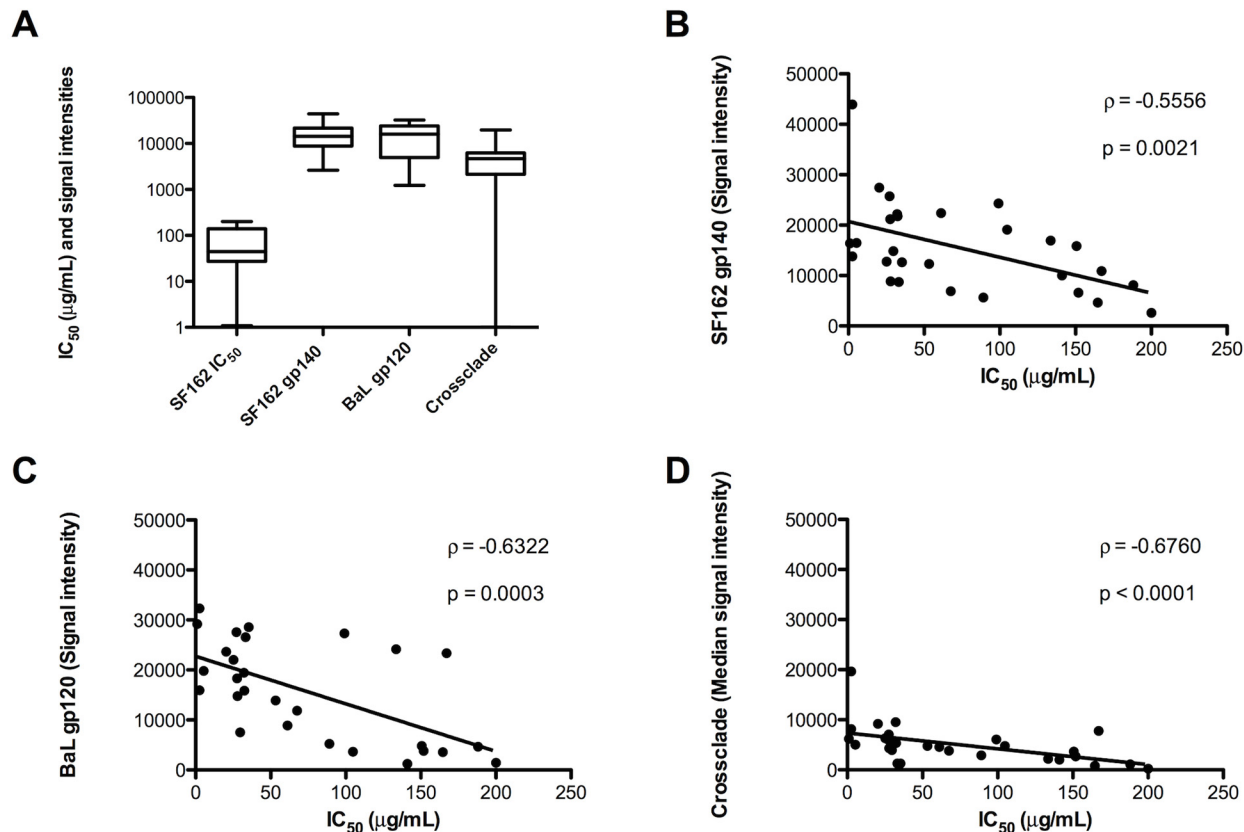 A
IC50 (μg/mL) and signal intensities
100000
10000
1000
100
10
1
SF162 IC50
SF162 gp140
BaL gp120
Crossclade
B
SF162 gp140 (Signal intensity)
50000
40000
30000
20000
10000
0
ρ = -0.5556
p = 0.0021
0 50 100 150 200 250
IC50 (μg/mL)
C
BaL gp120 (Signal intensity)
50000
40000
30000
20000
10000
0
ρ = -0.6322
p = 0.0003
0 50 100 150 200 250
IC50 (μg/mL)
D
Crossclade (Median signal intensity)
50000
40000
30000
20000
10000
0
ρ = -0.6760
p < 0.0001
0 50 100 150 200 250
IC50 (μg/mL)